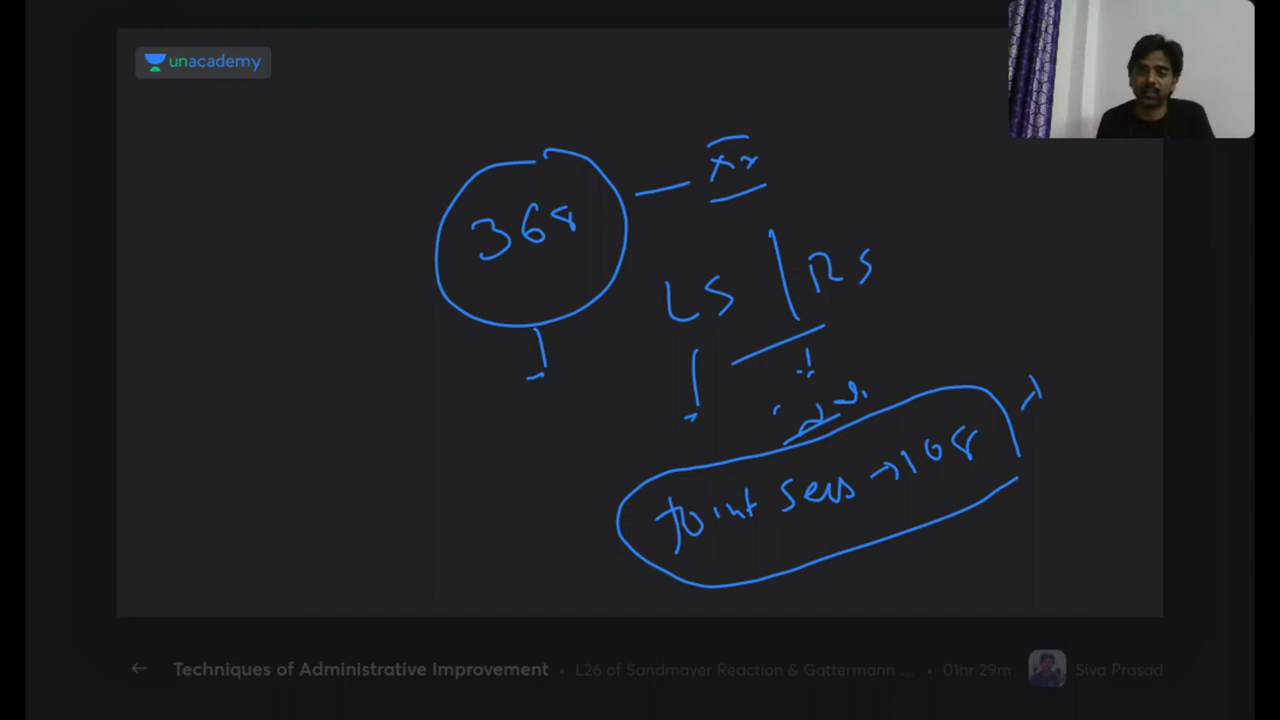 unacademy
368
LS | RS
Joint Sess → 108
Techniques of Administrative Improvement • L26 of Sandmayer Reaction & Gattermann ... • 01hr 29m Siva Prasad